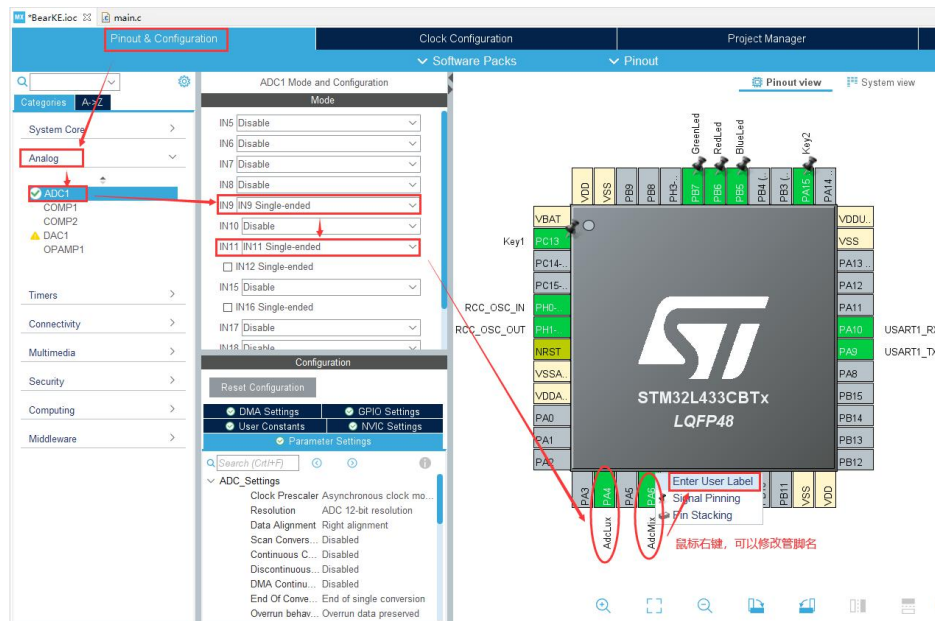 *BearKE.ioc main.c
Pinout & Configuration Clock Configuration Project Manager
Software Packs Pinout
ADC1 Mode and Configuration
Mode
Pinout view System view
Categories A->Z
System Core
Analog
ADC1
COMP1
COMP2
DAC1
OPAMP1
Timers
Connectivity
Multimedia
Security
Computing
Middleware
IN5 Disable
IN6 Disable
IN7 Disable
IN8 Disable
IN9 IN9 Single-ended
IN10 Disable
IN11 IN11 Single-ended
IN12 Single-ended
IN15 Disable
IN16 Single-ended
IN17 Disable
IN18 Disable
Configuration
Reset Configuration
DMA Settings GPIO Settings
User Constants NVIC Settings
Parameter Settings
Search (Crtl+F)
ADC_Settings
Clock Prescaler Asynchronous clock mo...
Resolution ADC 12-bit resolution
Data Alignment Right alignment
Scan Convers... Disabled
Continuous C... Disabled
Discontinuous... Disabled
DMA Continu... Disabled
End Of Conve... End of single conversion
Overrun behav... Overrun data preserved
GreenLed
RedLed
BlueLed
Key2
VDD
VSS
PB9
PB8
H3-..
PB7
PB6
PB5
PB4 (..
PB3 (..
PA15
PA14..
VBAT
Key1 PC13
PC14-..
PC15-..
RCC_OSC_IN PH0-
RCC_OSC_OUT PH1-
NRST
VSSA..
VDDA..
PA0
PA1
PA2
STM32L433CBTx
LQFP48
VDDU..
VSS
PA13..
PA12
PA11
PA10 USART1_RX
PA9 USART1_TX
PA8
PB15
PB14
PB13
PB12
PA3
PA4
PA5
PA6
PB11
VSS
VDD
AdcLux
AdcMix
Enter User Label
Signal Pinning
Pin Stacking
鼠标右键，可以修改管脚名